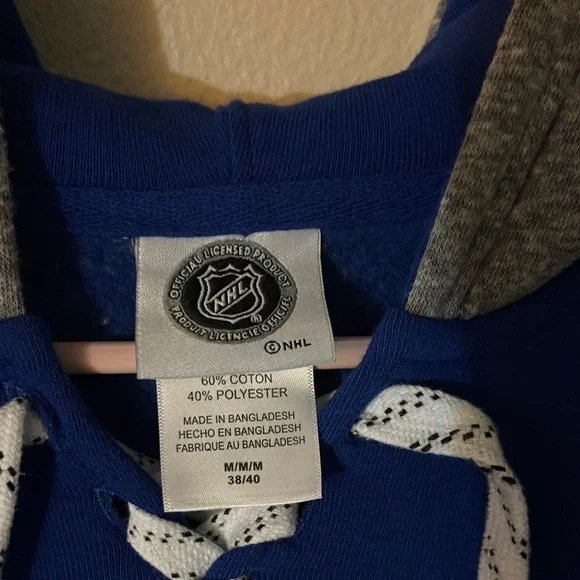 OFFICIAL LICENSED PRODUCT
NHL
®
PRODUIT LICENCIÉ OFFICIEL
© NHL
60% COTON
40% POLYESTER
MADE IN BANGLADESH
HECHO EN BANGLADESH
FABRIQUE AU BANGLADESH
M/M/M
38/40